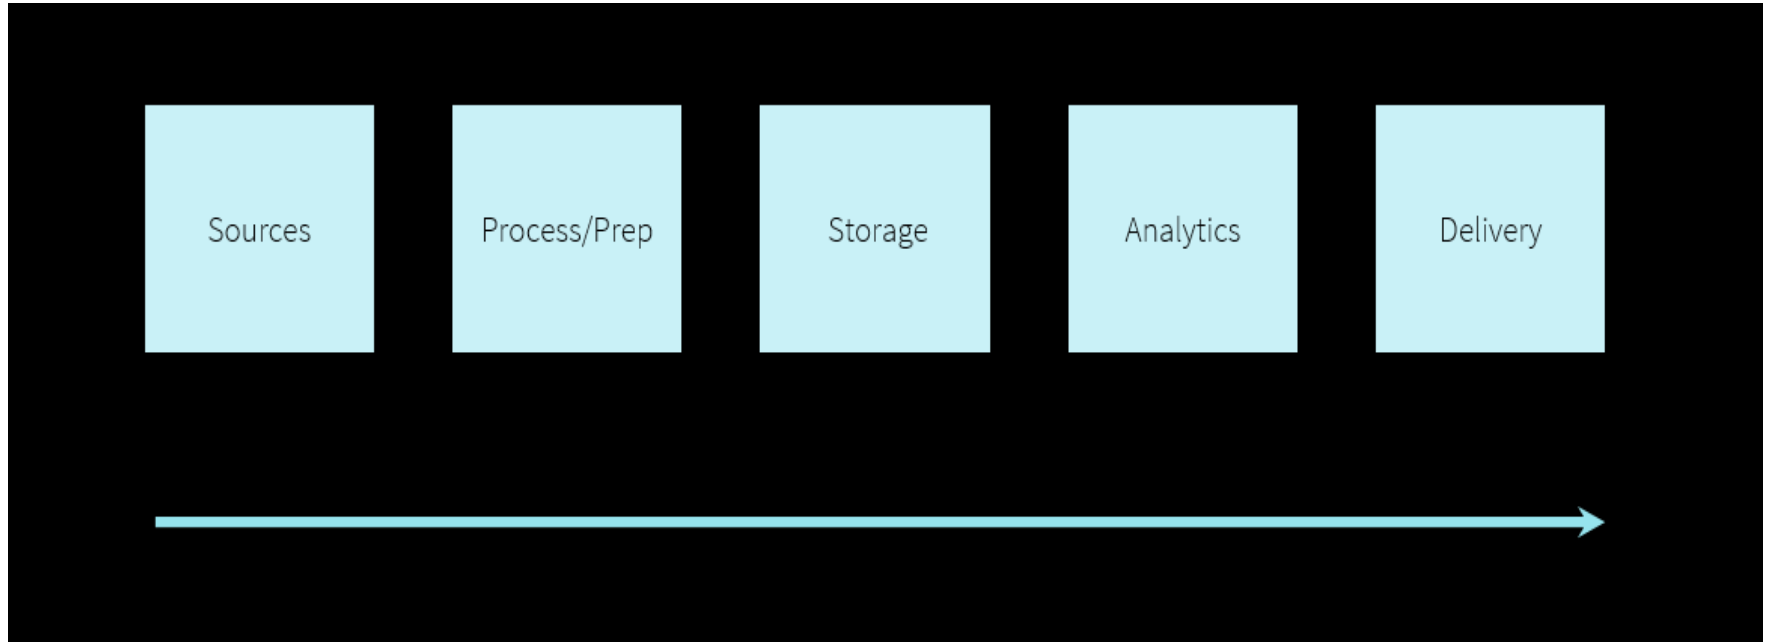 Sources
Process/Prep
Storage
Analytics
Delivery